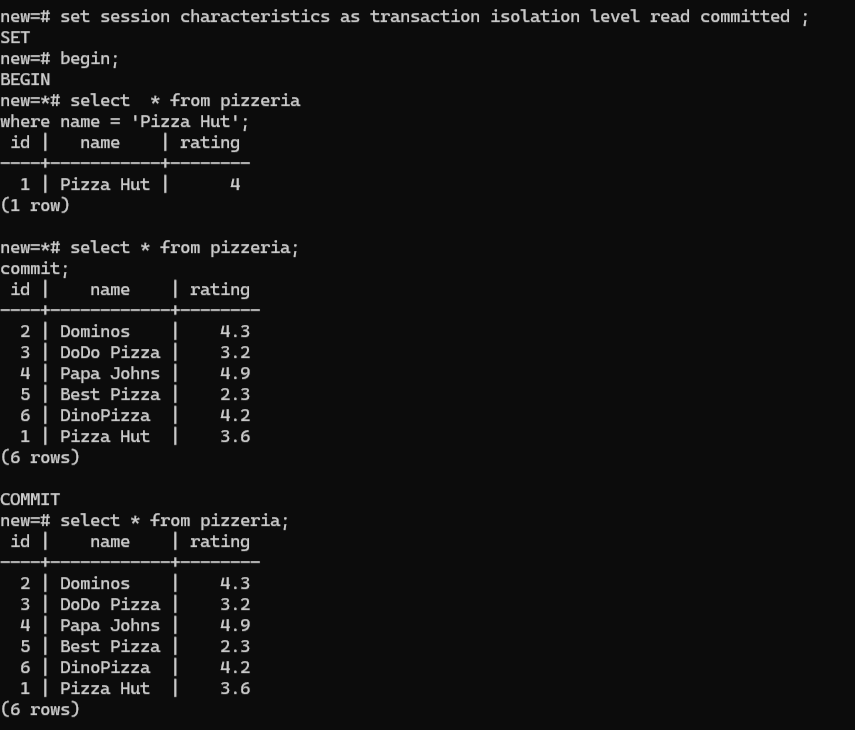 new=# set session characteristics as transaction isolation level read committed ;
SET
new=# begin;
BEGIN
new=*# select  * from pizzeria
where name = 'Pizza Hut';
 id |   name    | rating
----+-----------+--------
  1 | Pizza Hut |      4
(1 row)

new=*# select * from pizzeria;
commit;
 id |    name    | rating
----+------------+--------
  2 | Dominos    |    4.3
  3 | DoDo Pizza |    3.2
  4 | Papa Johns |    4.9
  5 | Best Pizza |    2.3
  6 | DinoPizza  |    4.2
  1 | Pizza Hut  |    3.6
(6 rows)

COMMIT
new=# select * from pizzeria;
 id |    name    | rating
----+------------+--------
  2 | Dominos    |    4.3
  3 | DoDo Pizza |    3.2
  4 | Papa Johns |    4.9
  5 | Best Pizza |    2.3
  6 | DinoPizza  |    4.2
  1 | Pizza Hut  |    3.6
(6 rows)